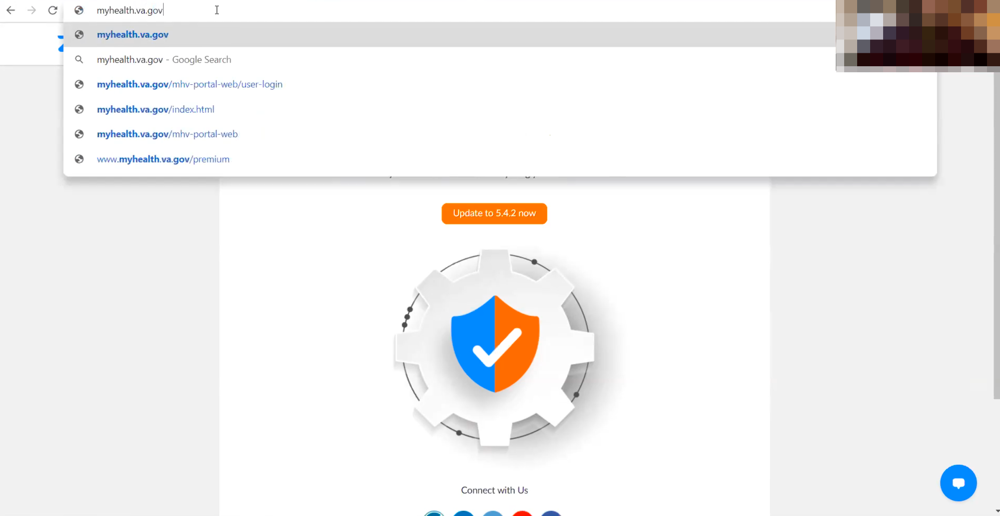 myhealth.va.gov
myhealth.va.gov
myhealth.va.gov - Google Search
myhealth.va.gov/mhv-portal-web/user-login
myhealth.va.gov/index.html
myhealth.va.gov/mhv-portal-web
www.myhealth.va.gov/premium
Update to 5.4.2 now
Connect with Us